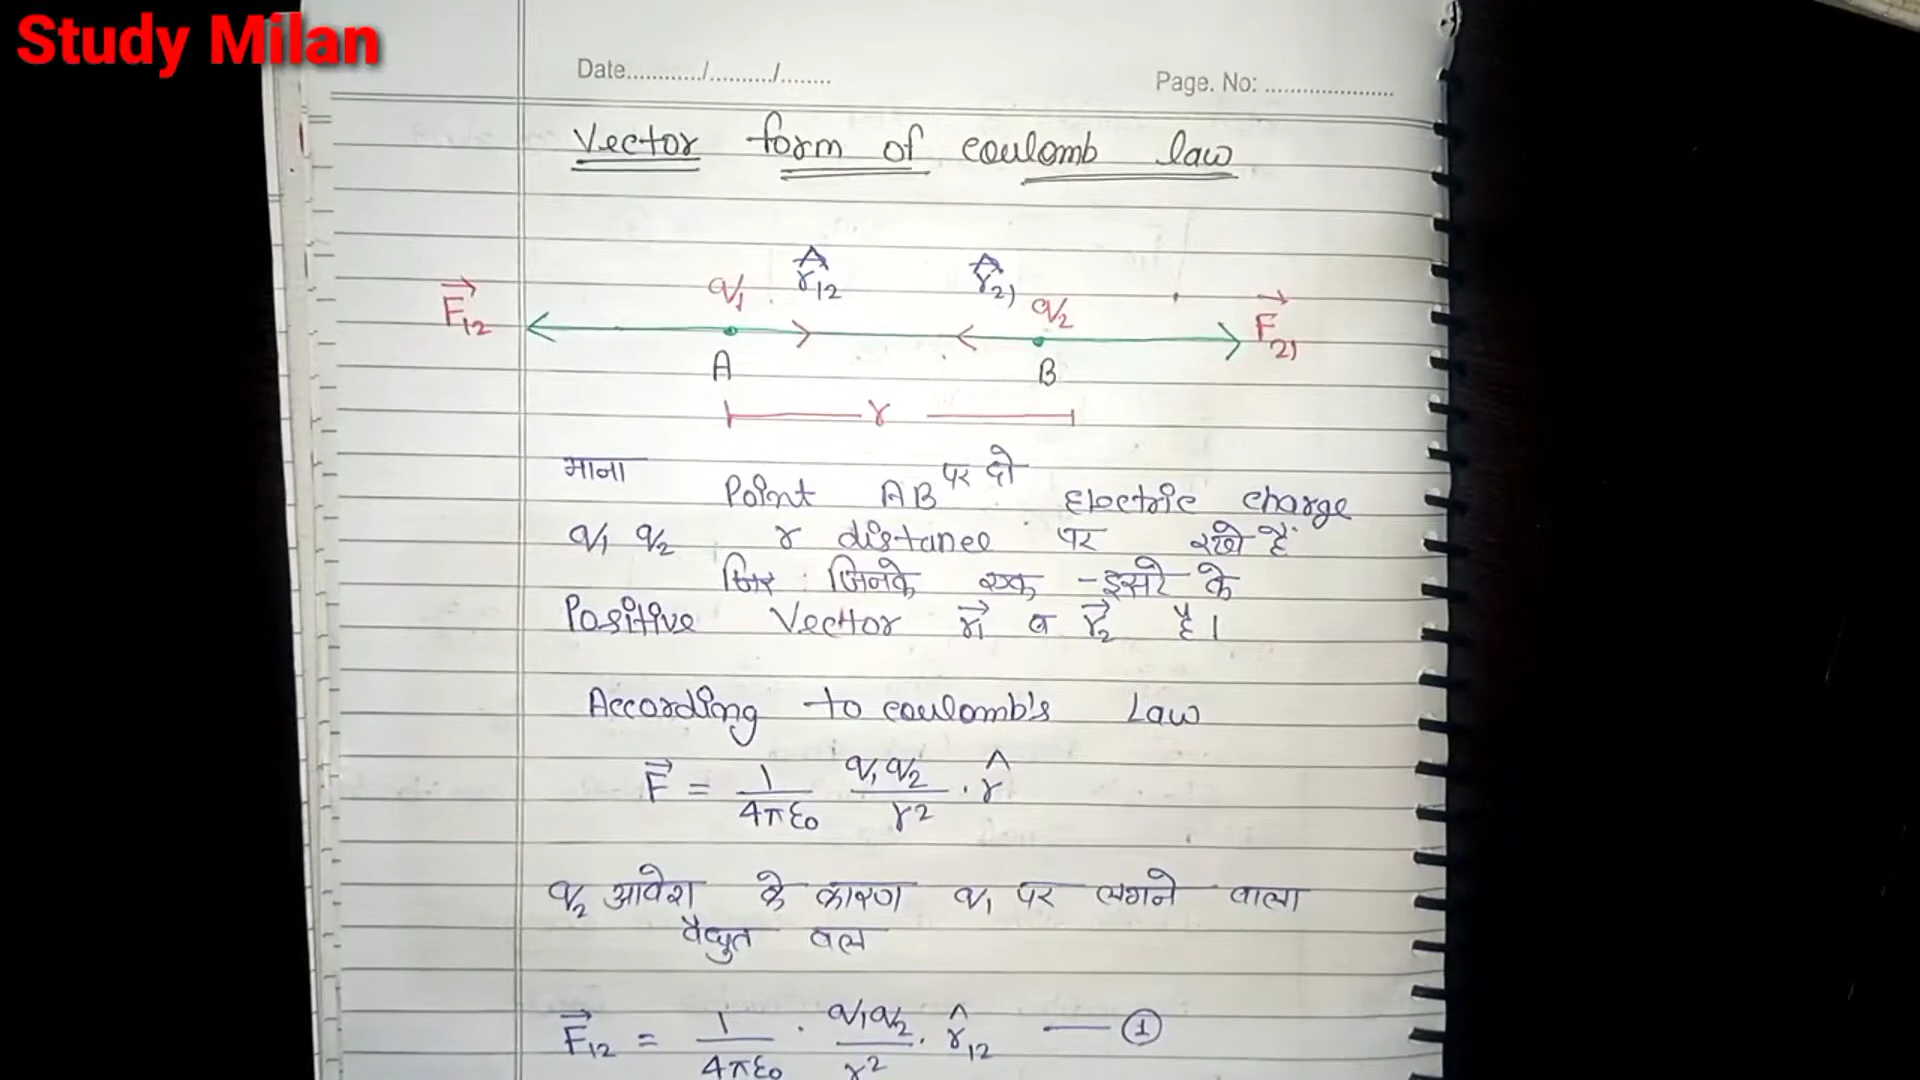 Study Milan
Date............/........../........
Page. No: .....................
Vector form of coulomb law
F⃗12 q1 r̂12 r̂21 q2 F⃗21
A B
r
माना Point AB पर दो Electric charge
q1 q2 r distance पर रखे हैं
जिनके एक-दूसरे के
Positive Vector r⃗1 व r⃗2 है।
According to coulomb's Law
F⃗ = 1/4πε0 q1q2/r² . r̂
q2 आवेश के कारण q1 पर लगने वाला
वैद्युत बल
F⃗12 = 1/4πε0 . q1q2/r² . r̂12 — ①